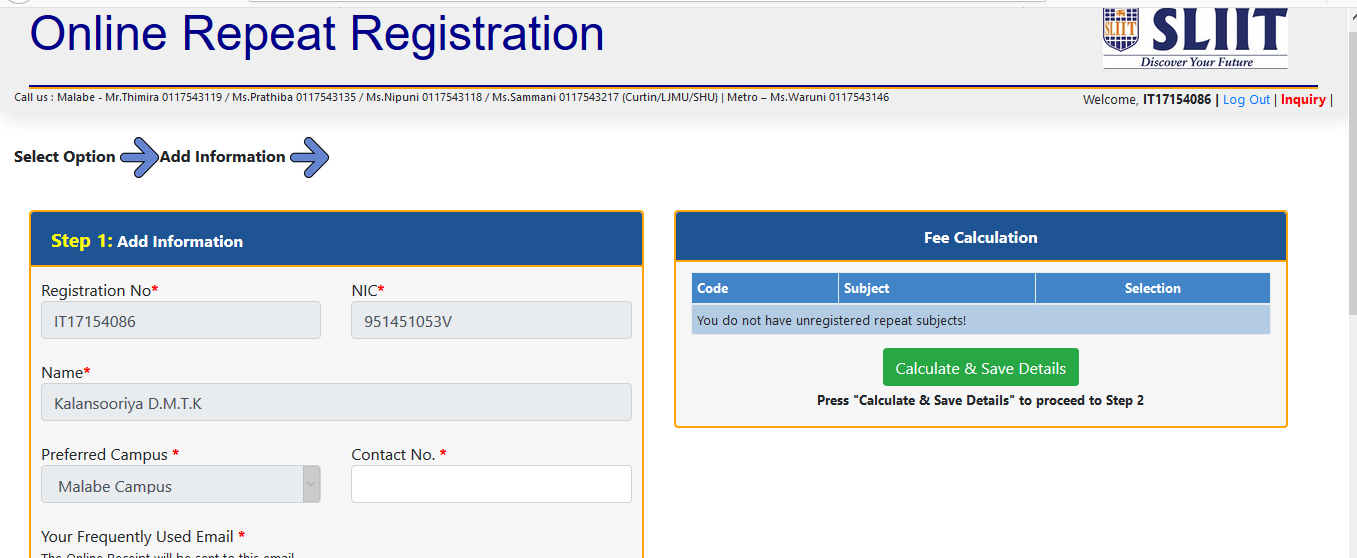 Online Repeat Registration
SLIIT
SLIIT
Discover Your Future
Call us : Malabe - Mr.Thimira 0117543119 / Ms.Prathiba 0117543135 / Ms.Nipuni 0117543118 / Ms.Sammani 0117543217 (Curtin/LJMU/SHU) | Metro – Ms.Waruni 0117543146
Welcome, IT17154086 | Log Out | Inquiry |
Select Option Add Information
Step 1: Add Information
Registration No* NIC*
IT17154086 951451053V
Name*
Kalansooriya D.M.T.K
Preferred Campus * Contact No. *
Malabe Campus
Your Frequently Used Email *
The Online Receipt will be sent to this email
Fee Calculation
Code Subject Selection
You do not have unregistered repeat subjects!
Calculate & Save Details
Press "Calculate & Save Details" to proceed to Step 2